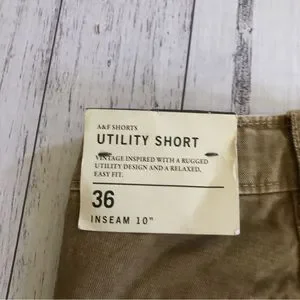 A&F SHORTS
UTILITY SHORT
VINTAGE INSPIRED WITH A RUGGED
UTILITY DESIGN AND A RELAXED,
EASY FIT.
36
INSEAM 10"